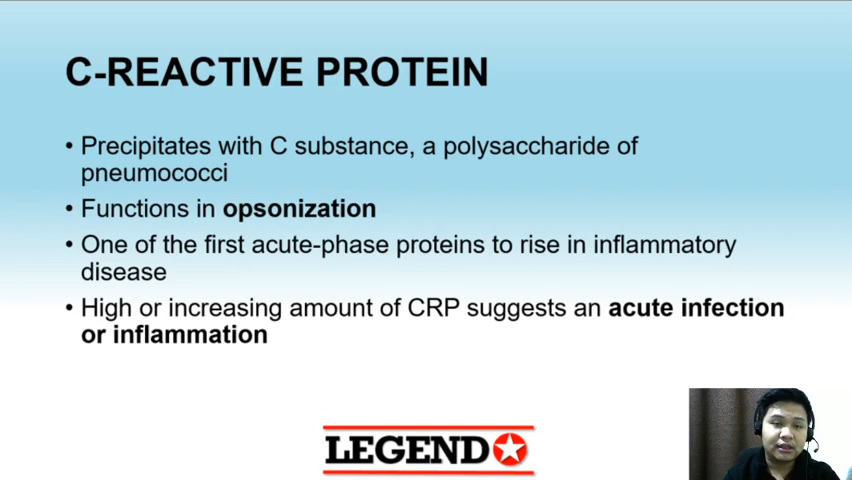 C-REACTIVE PROTEIN
• Precipitates with C substance, a polysaccharide of
pneumococci
• Functions in opsonization
• One of the first acute-phase proteins to rise in inflammatory
disease
• High or increasing amount of CRP suggests an acute infection
or inflammation
LEGEND